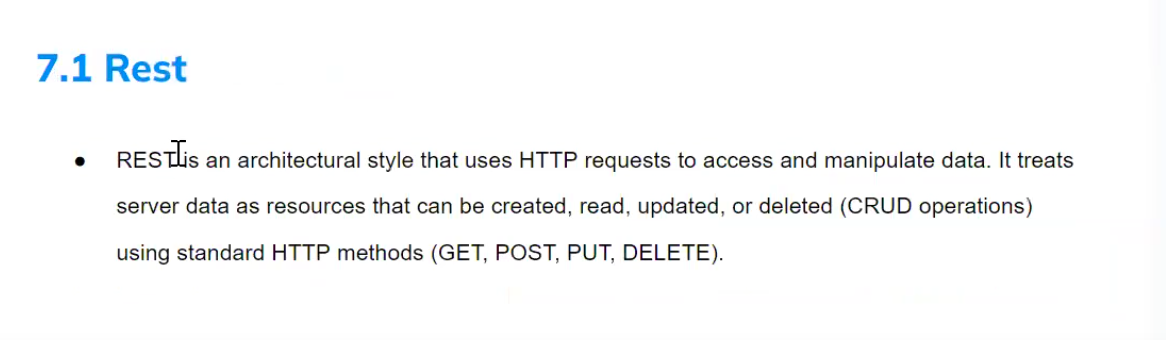 7.1 Rest
● REST is an architectural style that uses HTTP requests to access and manipulate data. It treats
server data as resources that can be created, read, updated, or deleted (CRUD operations)
using standard HTTP methods (GET, POST, PUT, DELETE).